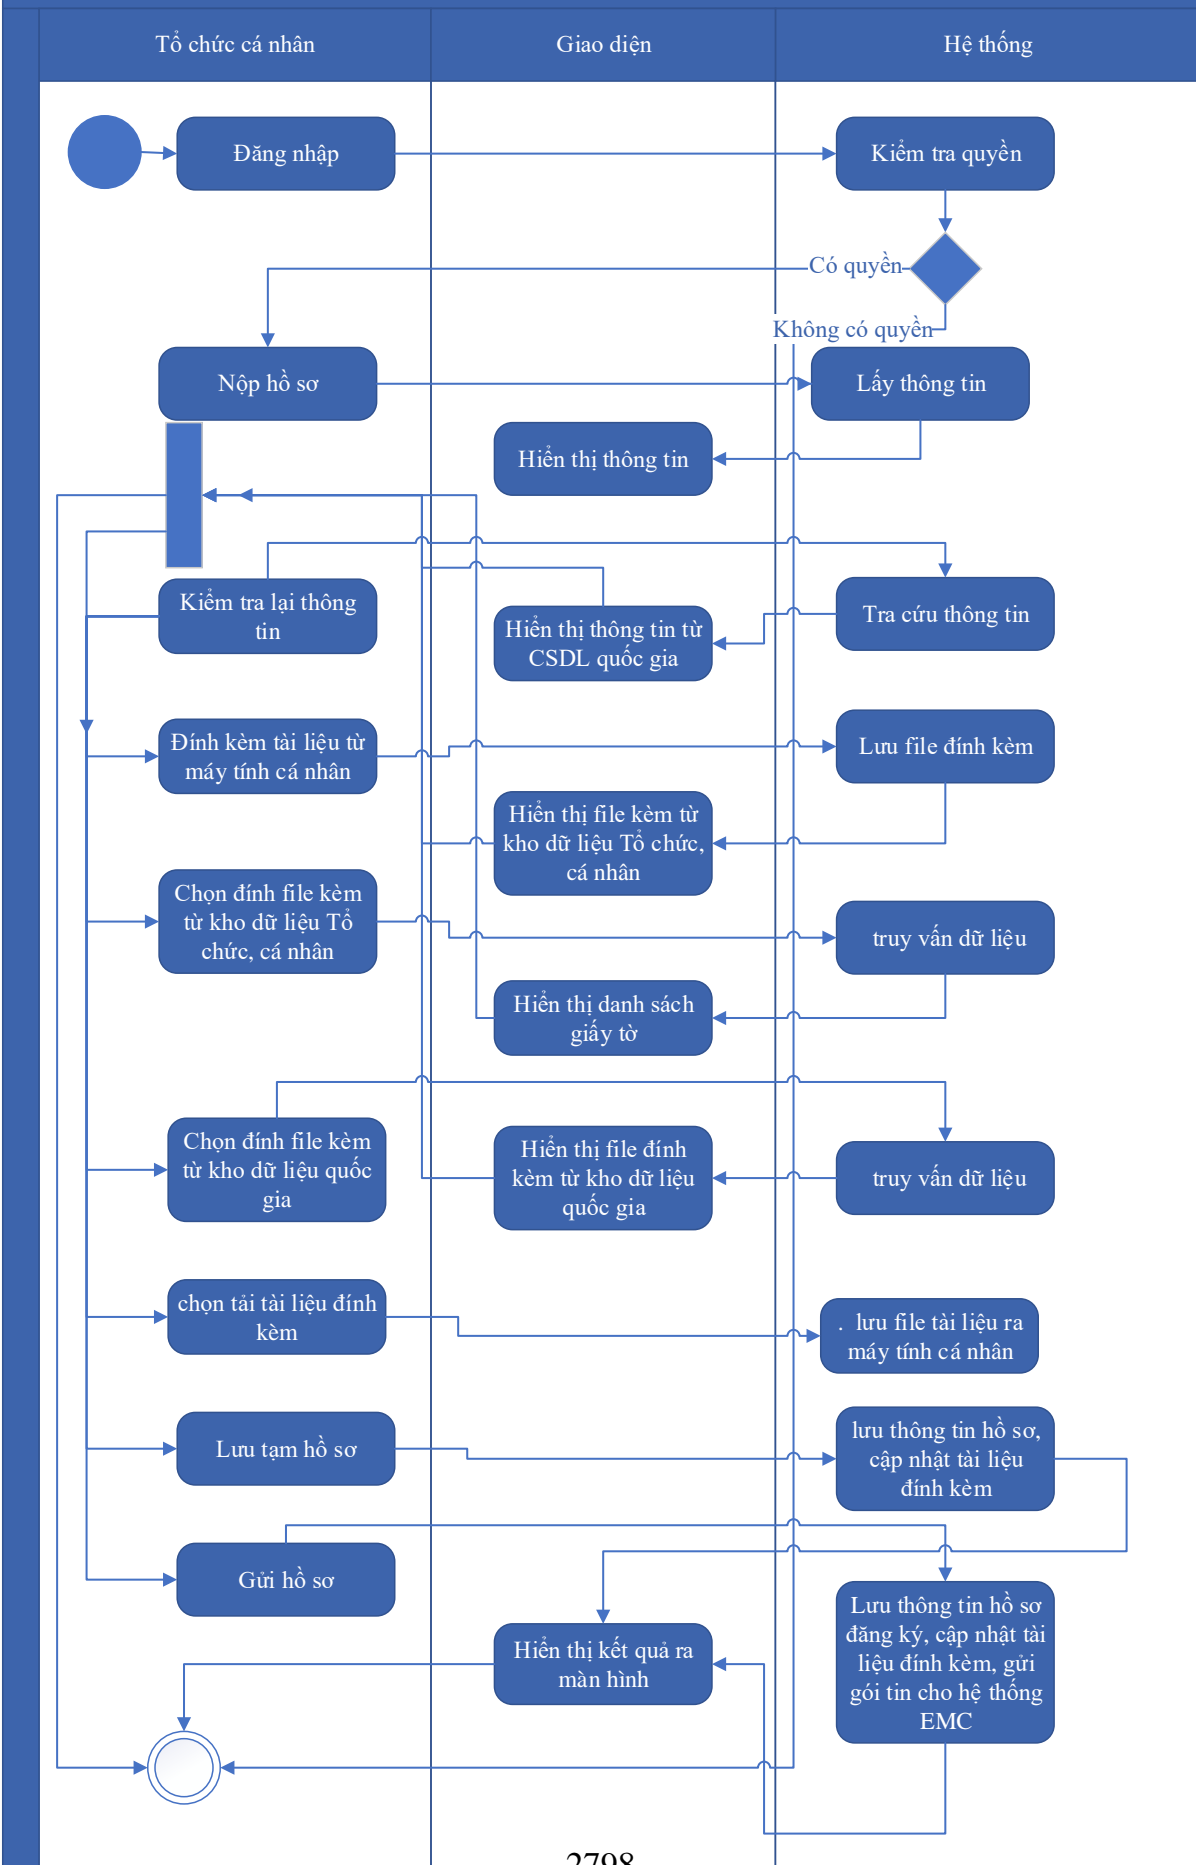 Tổ chức cá nhân
Giao diện
Hệ thống
Đăng nhập
Kiểm tra quyền
Có quyền
Không có quyền
Nộp hồ sơ
Lấy thông tin
Hiển thị thông tin
Kiểm tra lại thông
tin
Hiển thị thông tin từ
CSDL quốc gia
Tra cứu thông tin
Đính kèm tài liệu từ
máy tính cá nhân
Lưu file đính kèm
Hiển thị file kèm từ
kho dữ liệu Tổ chức,
cá nhân
Chọn đính file kèm
từ kho dữ liệu Tổ
chức, cá nhân
truy vấn dữ liệu
Hiển thị danh sách
giấy tờ
Chọn đính file kèm
từ kho dữ liệu quốc
gia
Hiển thị file đính
kèm từ kho dữ liệu
quốc gia
truy vấn dữ liệu
chọn tải tài liệu đính
kèm
.  lưu file tài liệu ra
máy tính cá nhân
Lưu tạm hồ sơ
lưu thông tin hồ sơ,
cập nhật tài liệu
đính kèm
Gửi hồ sơ
Lưu thông tin hồ sơ
đăng ký, cập nhật tài
liệu đính kèm, gửi
gói tin cho hệ thống
EMC
Hiển thị kết quả ra
màn hình
2798